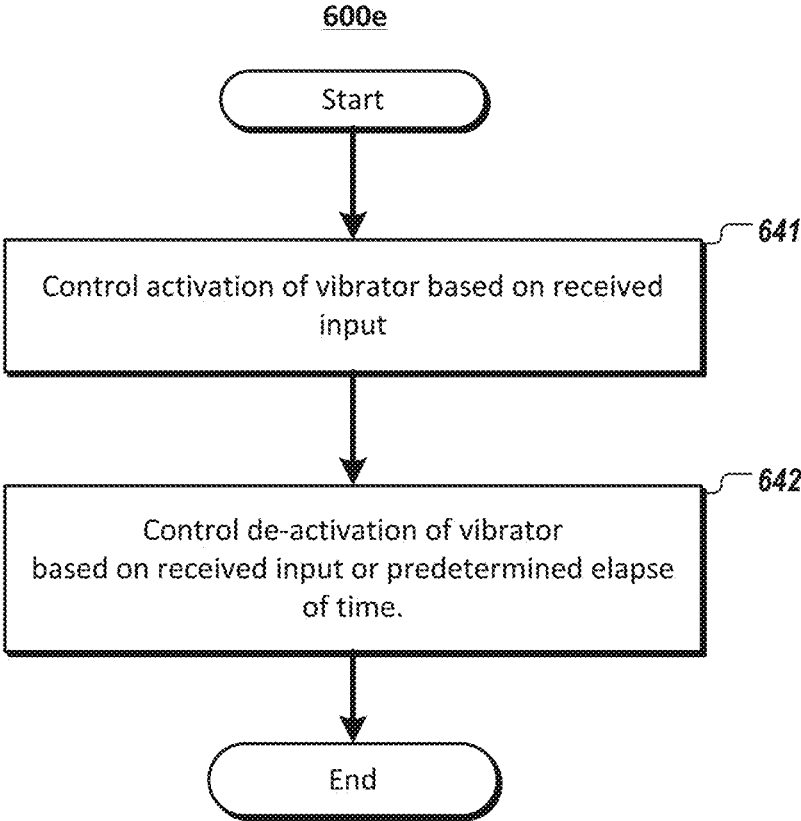 600e
Start
641
Control activation of vibrator based on received
input
642
Control de-activation of vibrator
based on received input or predetermined elapse
of time.
End